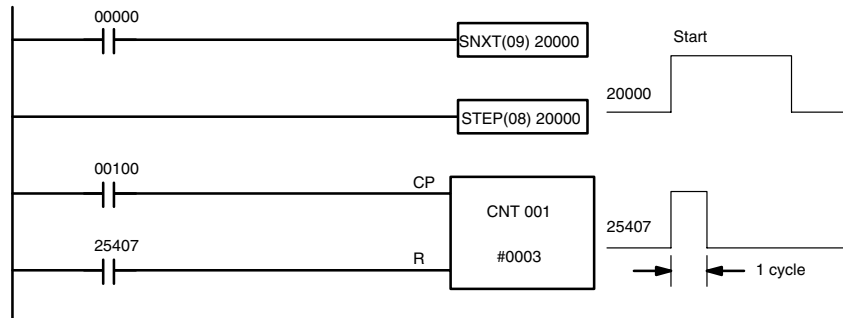 00000
SNXT(09) 20000
Start
20000
STEP(08) 20000
00100
CP
CNT 001
25407
25407
R
#0003
1 cycle